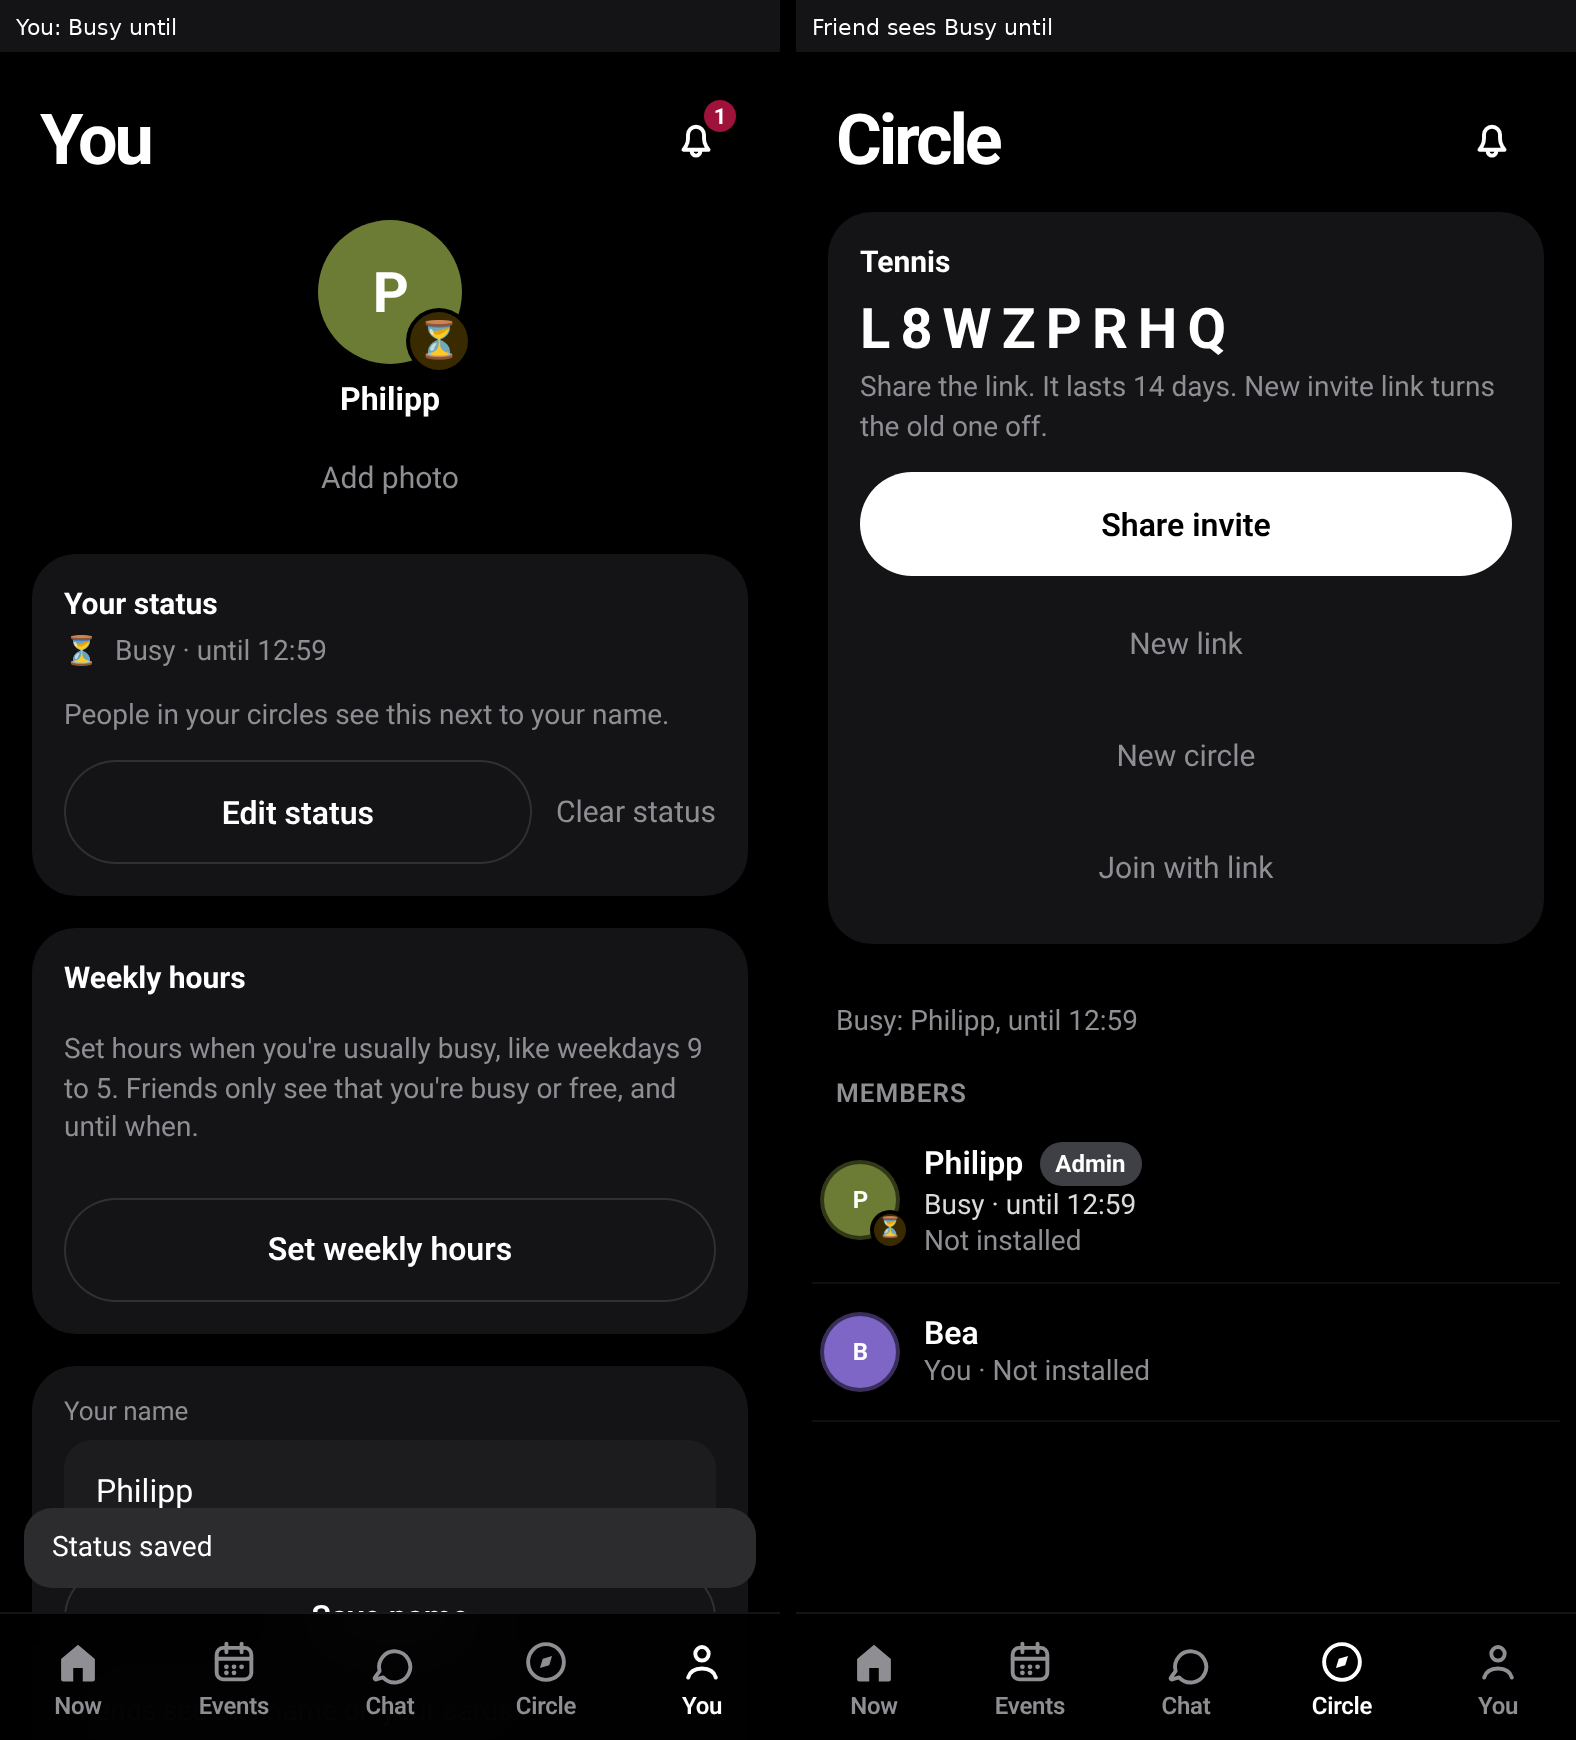 You: Busy until
You
1
P
Philipp
Add photo
Your status
Busy · until 12:59
People in your circles see this next to your name.
Edit status
Clear status
Weekly hours
Set hours when you're usually busy, like weekdays 9
to 5. Friends only see that you're busy or free, and
until when.
Set weekly hours
Your name
Philipp
Status saved
Save name
Now
Events
Chat
Circle
You
Friend sees Busy until
Circle
Tennis
L8WZPRHQ
Share the link. It lasts 14 days. New invite link turns
the old one off.
Share invite
New link
New circle
Join with link
Busy: Philipp, until 12:59
MEMBERS
P
Philipp Admin
Busy · until 12:59
Not installed
B
Bea
You · Not installed
Now
Events
Chat
Circle
You